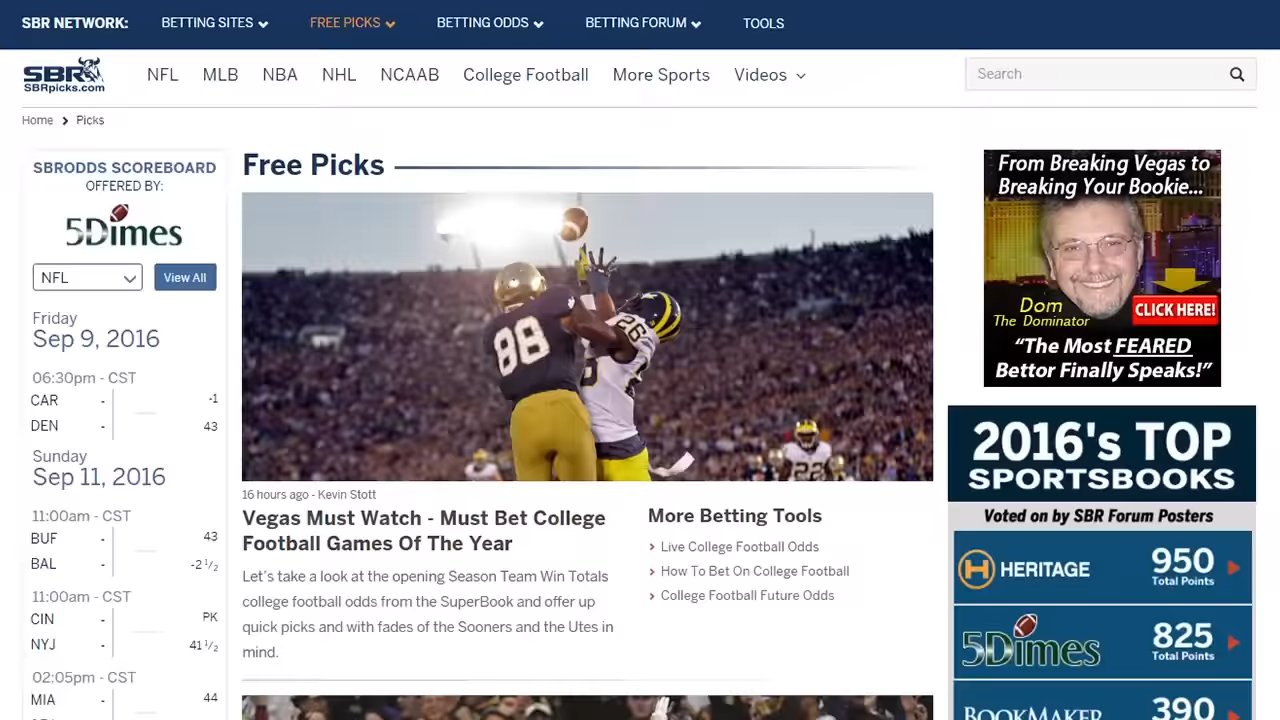 SBR NETWORK: BETTING SITES FREE PICKS BETTING ODDS BETTING FORUM TOOLS
SBR
SBRpicks.com
NFL MLB NBA NHL NCAAB College Football More Sports Videos
Search
Home Picks
SBRODDS SCOREBOARD
OFFERED BY:
5Dimes
NFL View All
Friday
Sep 9, 2016
06:30pm - CST
CAR - -1
DEN - 43
Sunday
Sep 11, 2016
11:00am - CST
BUF - 43
BAL - -2 1/2
11:00am - CST
CIN - PK
NYJ - 41 1/2
02:05pm - CST
MIA - 44
Free Picks
88
26
22
16 hours ago - Kevin Stott
Vegas Must Watch - Must Bet College
Football Games Of The Year
Let's take a look at the opening Season Team Win Totals
college football odds from the SuperBook and offer up
quick picks and with fades of the Sooners and the Utes in
mind.
More Betting Tools
Live College Football Odds
How To Bet On College Football
College Football Future Odds
From Breaking Vegas to
Breaking Your Bookie...
Dom
The Dominator
CLICK HERE!
“The Most FEARED
Bettor Finally Speaks!”
2016's TOP
SPORTSBOOKS
Voted on by SBR Forum Posters
H HERITAGE 950
Total Points
5Dimes 825
Total Points
BOOKMAKER 390